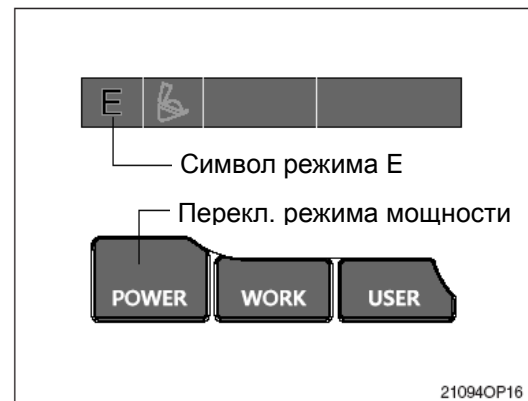 E
Символ режима E
Перекл. режима мощности
POWER WORK USER
21094OP16